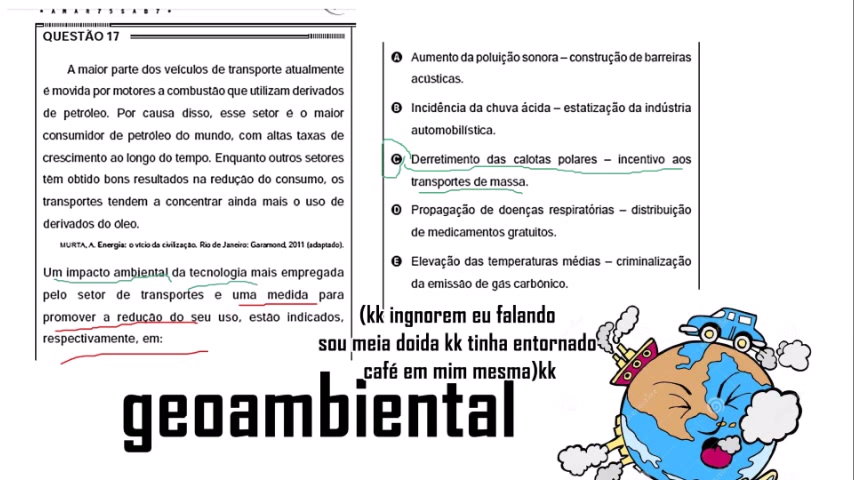 QUESTÃO 17
A maior parte dos veículos de transporte atualmente
é movida por motores a combustão que utilizam derivados
de petróleo. Por causa disso, esse setor é o maior
consumidor de petróleo do mundo, com altas taxas de
crescimento ao longo do tempo. Enquanto outros setores
têm obtido bons resultados na redução do consumo, os
transportes tendem a concentrar ainda mais o uso de
derivados do óleo.
MURTA, A. Energia: o vício da civilização. Rio de Janeiro: Garamond, 2011 (adaptado).
Um impacto ambiental da tecnologia mais empregada
pelo setor de transportes e uma medida para
promover a redução do seu uso, estão indicados,
respectivamente, em:
A Aumento da poluição sonora – construção de barreiras
acústicas.
B Incidência da chuva ácida – estatização da indústria
automobilística.
C Derretimento das calotas polares – incentivo aos
transportes de massa.
D Propagação de doenças respiratórias – distribuição
de medicamentos gratuitos.
E Elevação das temperaturas médias – criminalização
da emissão de gás carbônico.
(kk ingnorem eu falando
sou meia doida kk tinha entornado
café em mim mesma)kk
geoambiental